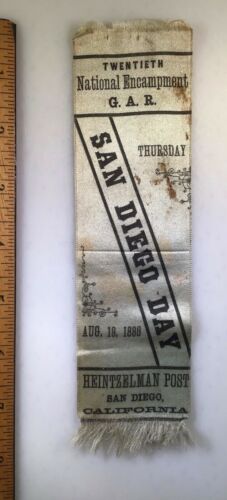 TWENTIETH
National Encampment
G. A. R.
THURSDAY
SAN DIEGO DAY
AUG. 19, 1886
HEINTZELMAN POST
SAN DIEGO,
CALIFORNIA